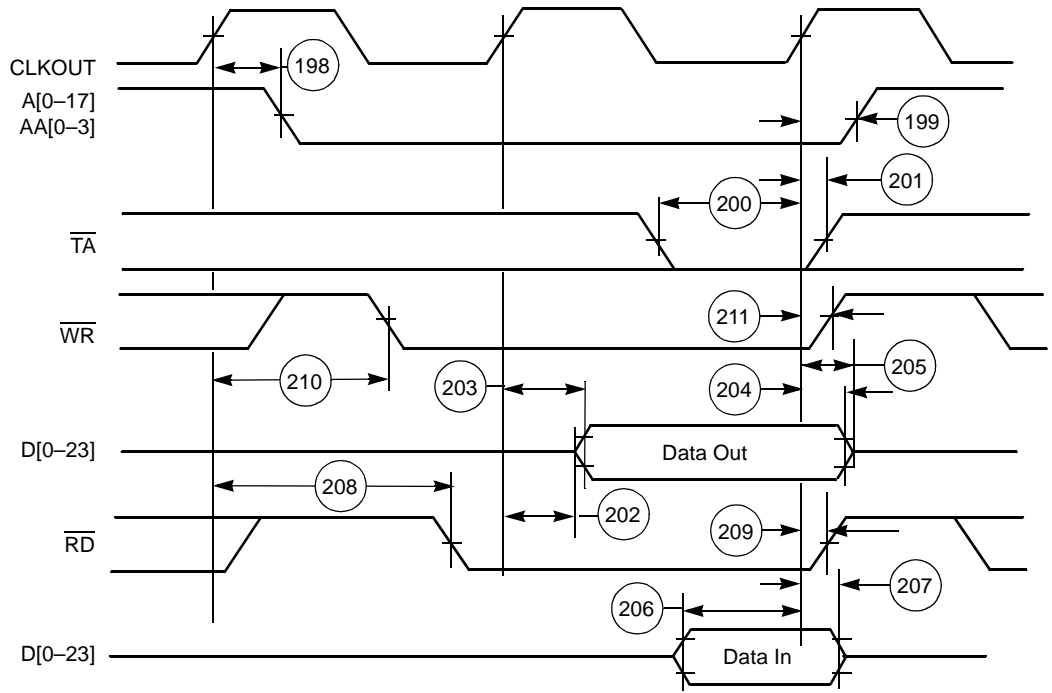 CLKOUT
198
A[0–17]
AA[0–3]
199
200
201
TA
WR
211
210
203
204
205
D[0–23]
Data Out
208
202
209
RD
206
207
D[0–23]
Data In